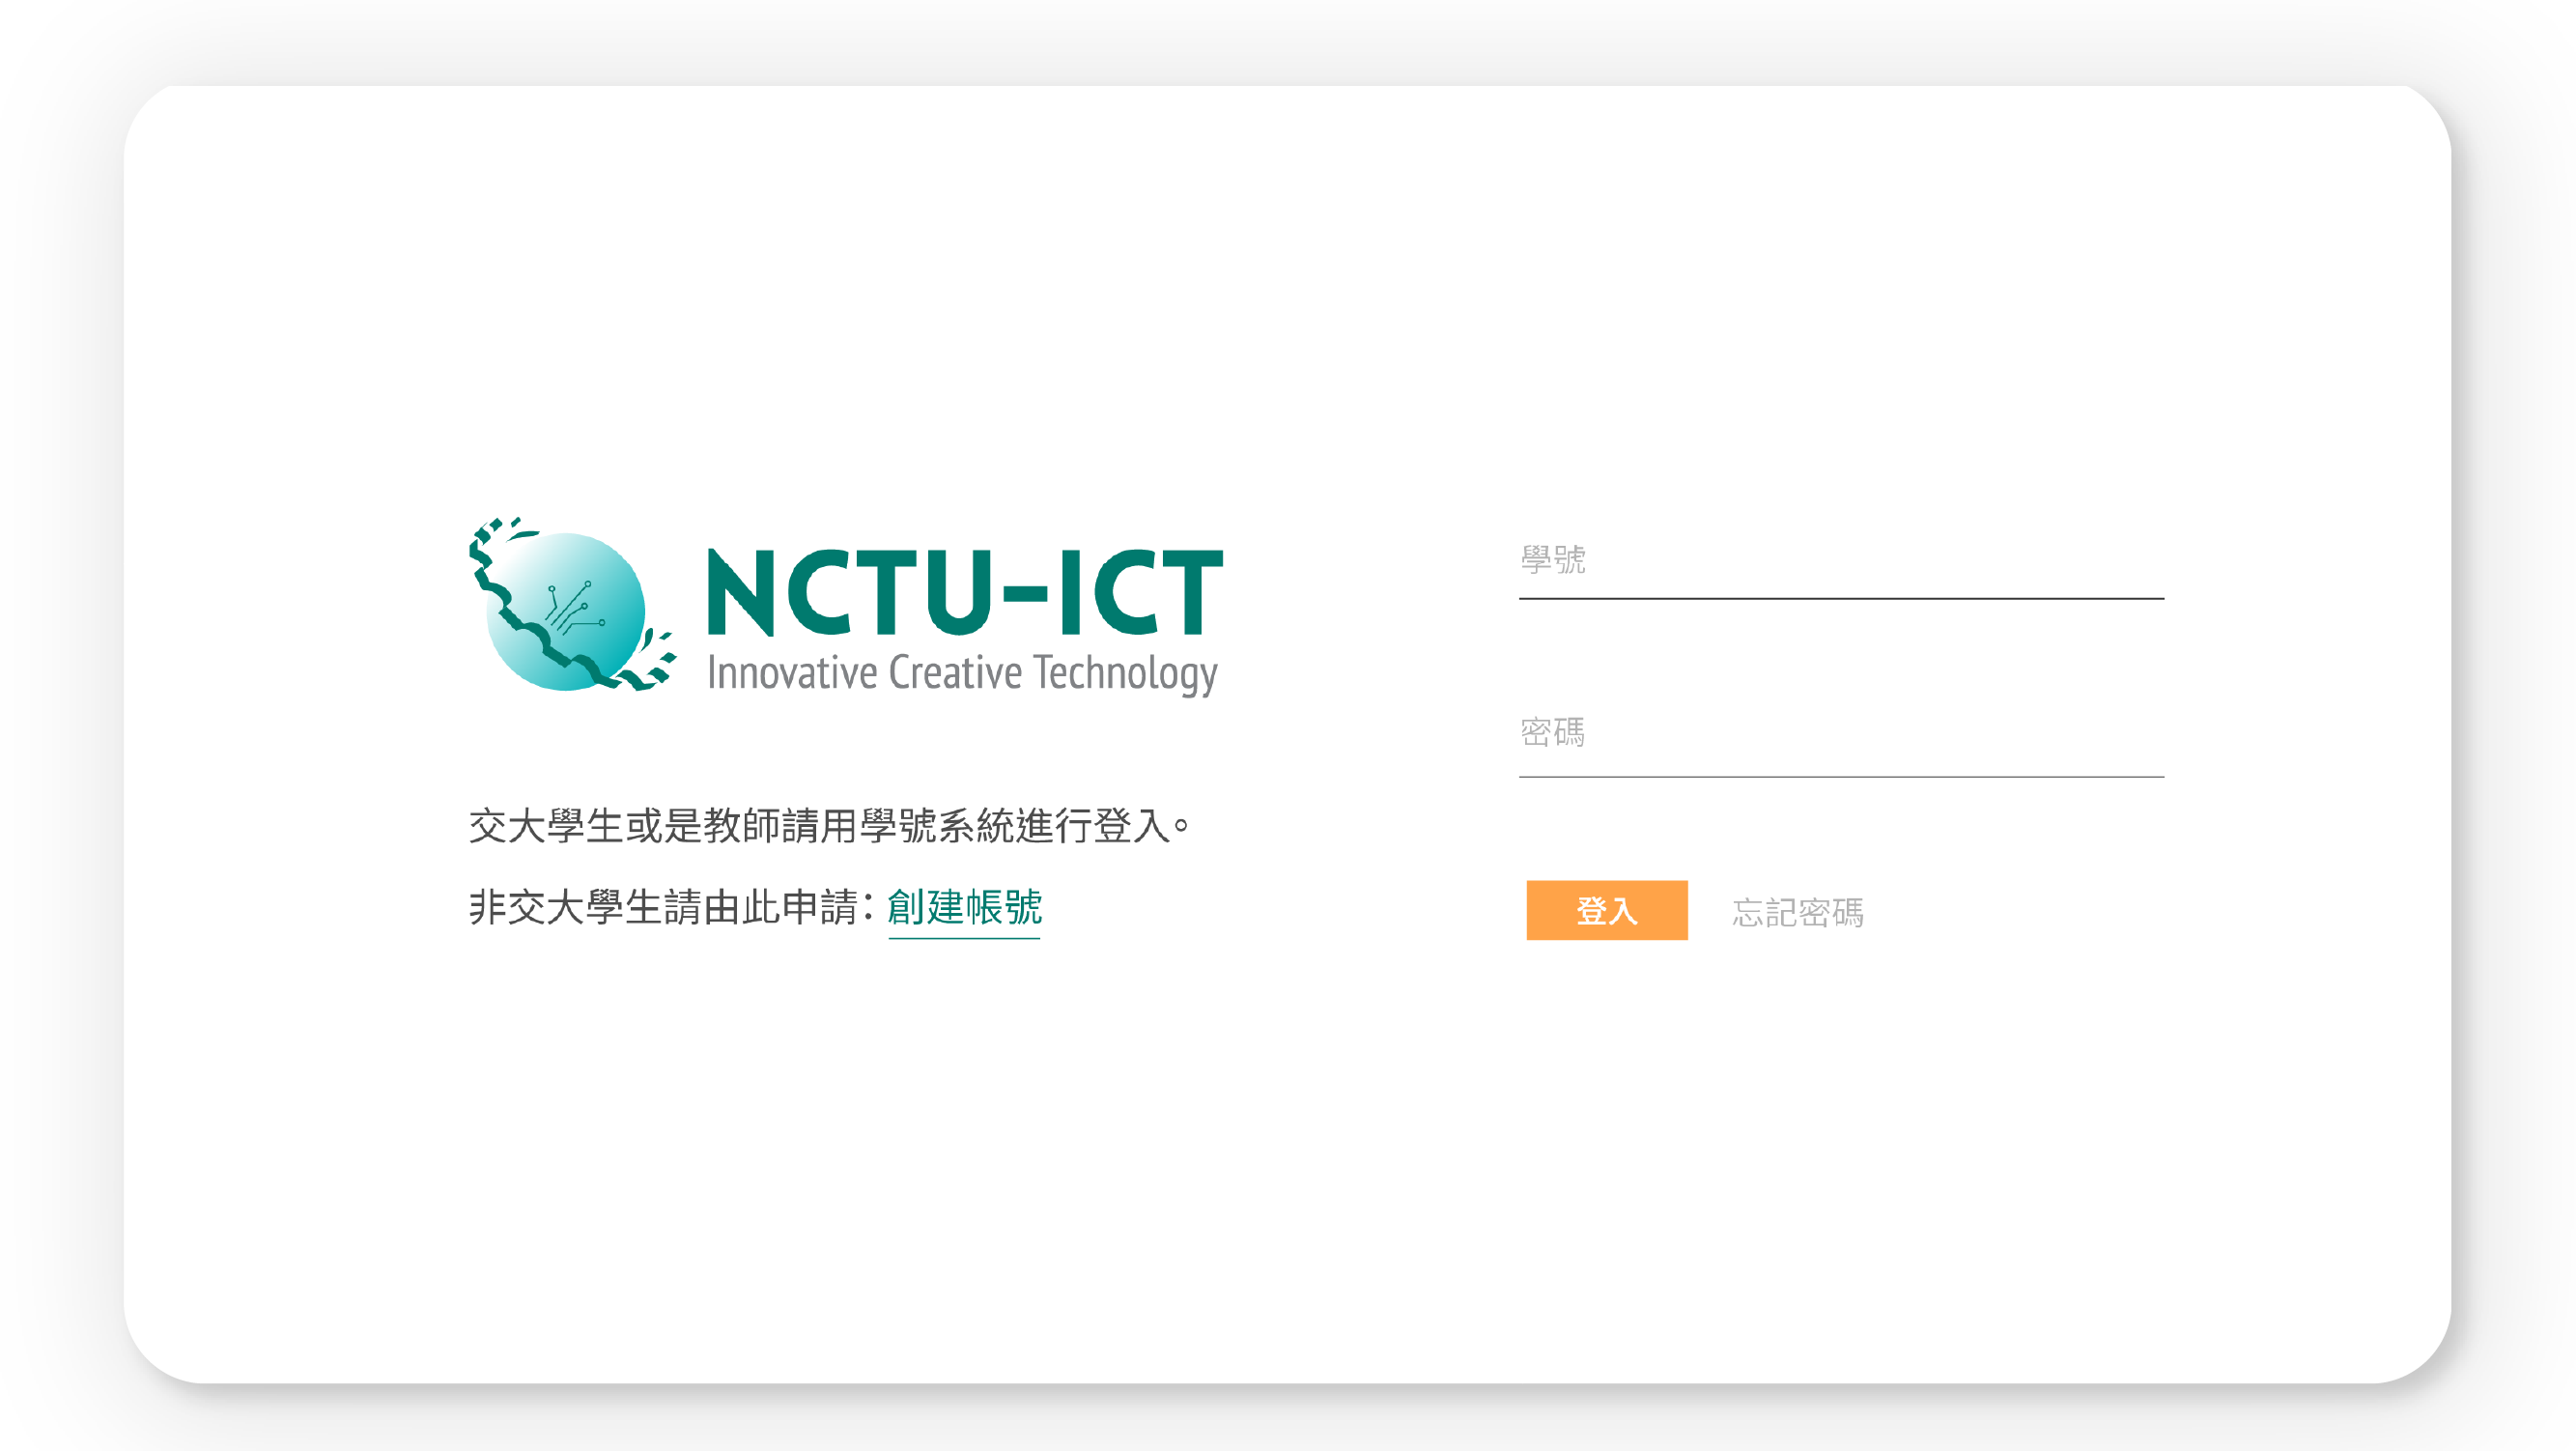 NCTU-ICT
Innovative Creative Technology
交大學生或是教師請用學號系統進行登入。
非交大學生請由此申請：創建帳號
學號
密碼
登入 忘記密碼